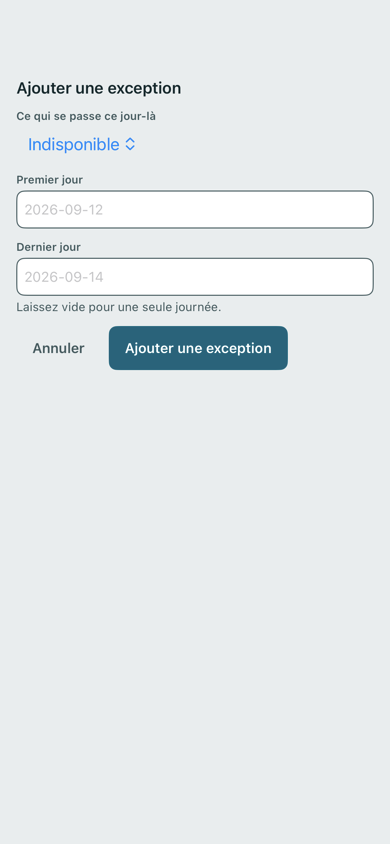 Ajouter une exception
Ce qui se passe ce jour-là
Indisponible
Premier jour
2026-09-12
Dernier jour
2026-09-14
Laissez vide pour une seule journée.
Annuler
Ajouter une exception